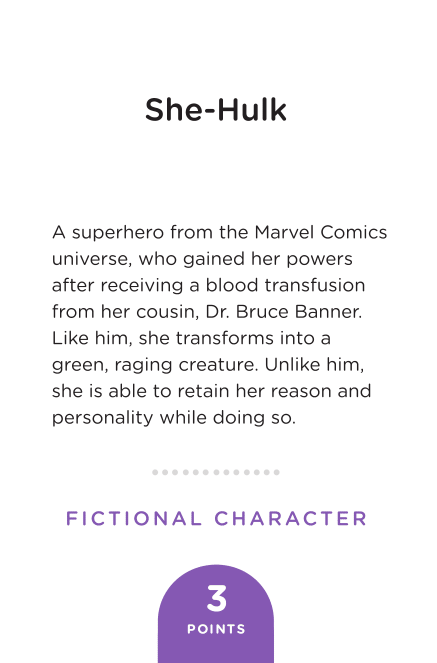 She-Hulk
A superhero from the Marvel Comics
universe, who gained her powers
after receiving a blood transfusion
from her cousin, Dr. Bruce Banner.
Like him, she transforms into a
green, raging creature. Unlike him,
she is able to retain her reason and
personality while doing so.
FICTIONAL CHARACTER
3
POINTS